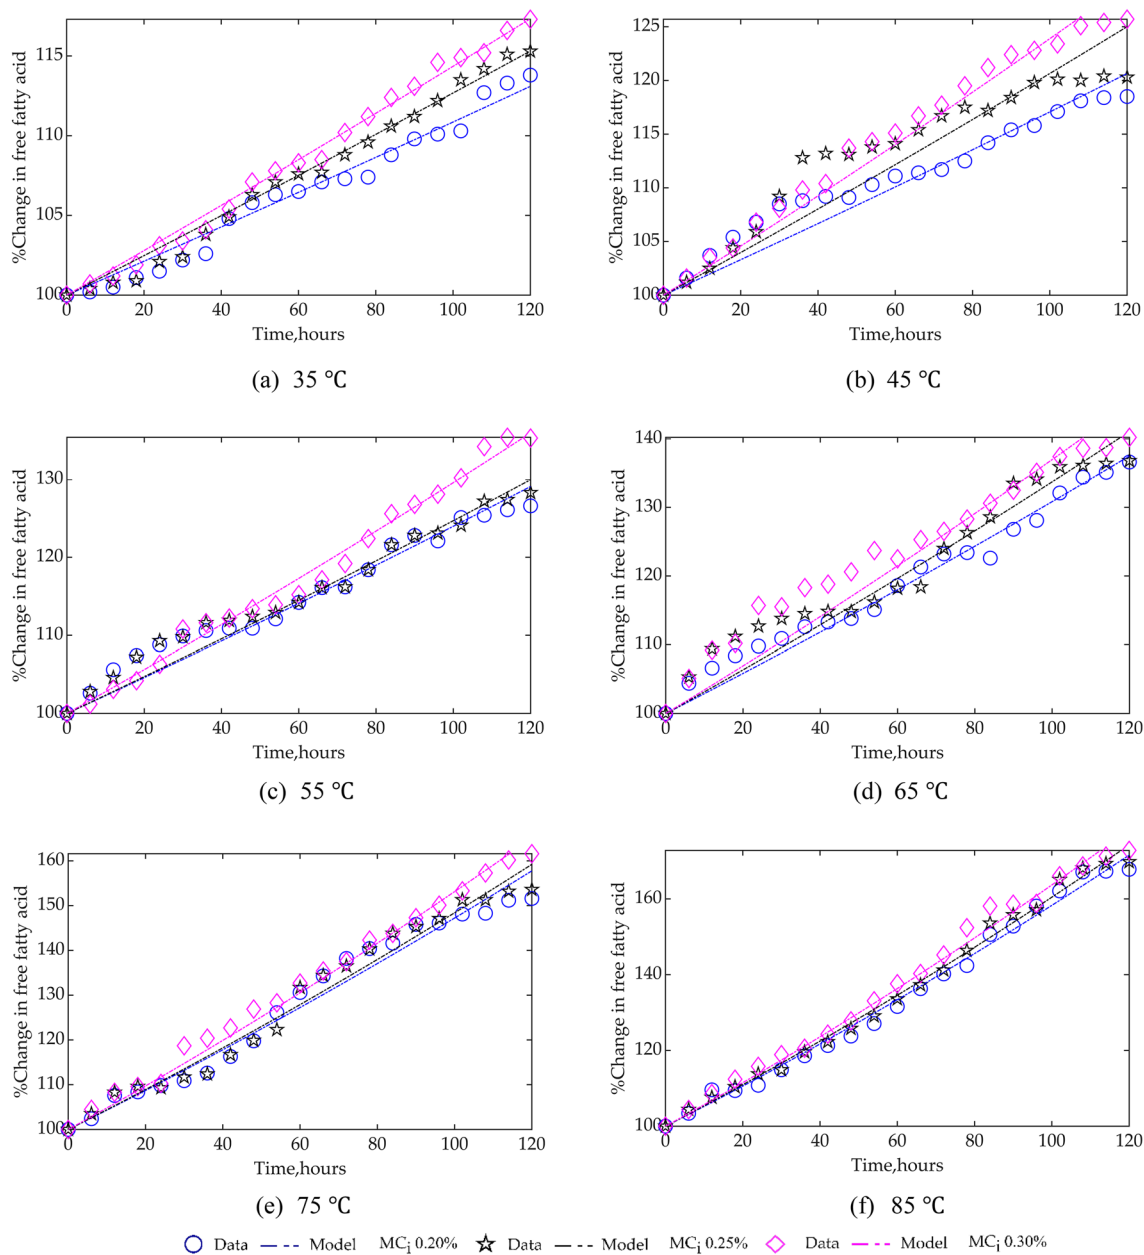 %Change in free fatty acid
115
110
105
100
0 20 40 60 80 100 120
Time,hours
(a) 35 ℃
%Change in free fatty acid
125
120
115
110
105
100
0 20 40 60 80 100 120
Time,hours
(b) 45 ℃
%Change in free fatty acid
130
120
110
100
0 20 40 60 80 100 120
Time,hours
(c) 55 ℃
%Change in free fatty acid
140
130
120
110
100
0 20 40 60 80 100 120
Time,hours
(d) 65 ℃
%Change in free fatty acid
160
150
140
130
120
110
100
0 20 40 60 80 100 120
Time,hours
(e) 75 ℃
%Change in free fatty acid
160
140
120
100
0 20 40 60 80 100 120
Time,hours
(f) 85 ℃
Data Model MCi 0.20% Data Model MCi 0.25% Data Model MCi 0.30%